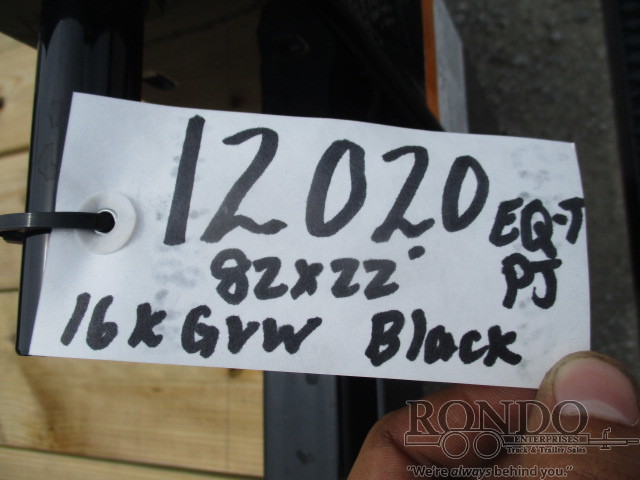 12020 EQ-T
82x22' PJ
16K GVW Black
RONDO
ENTERPRISES
Truck & Trailer Sales
"We're always behind you."